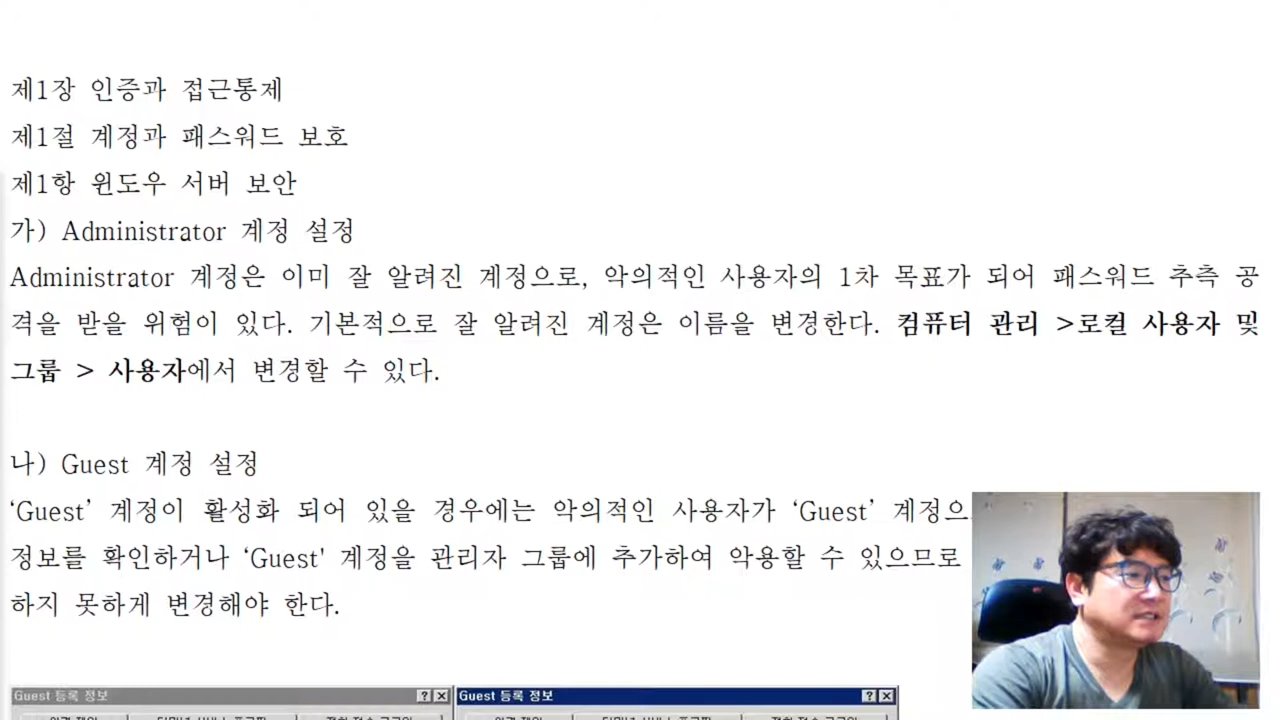 제1장 인증과 접근통제
제1절 계정과 패스워드 보호
제1항 윈도우 서버 보안
가) Administrator 계정 설정
Administrator 계정은 이미 잘 알려진 계정으로, 악의적인 사용자의 1차 목표가 되어 패스워드 추측 공
격을 받을 위험이 있다. 기본적으로 잘 알려진 계정은 이름을 변경한다. 컴퓨터 관리 >로컬 사용자 및
그룹 > 사용자에서 변경할 수 있다.
나) Guest 계정 설정
‘Guest’ 계정이 활성화 되어 있을 경우에는 악의적인 사용자가 ‘Guest’ 계정으
정보를 확인하거나 ‘Guest' 계정을 관리자 그룹에 추가하여 악용할 수 있으므로
하지 못하게 변경해야 한다.
Guest 등록 정보
Guest 등록 정보